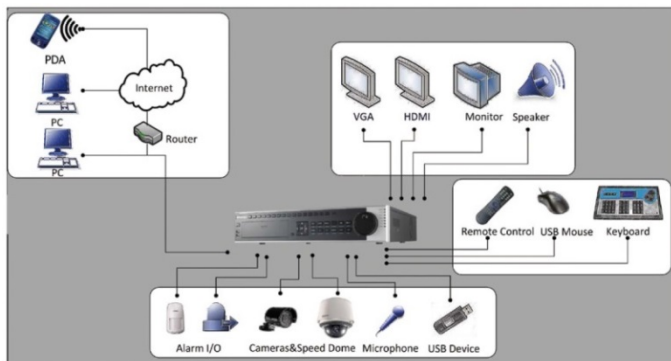 PDA
Internet
PC
Router
PC
VGA HDMI Monitor Speaker
Remote Control USB Mouse Keyboard
Alarm I/O Cameras&Speed Dome Microphone USB Device